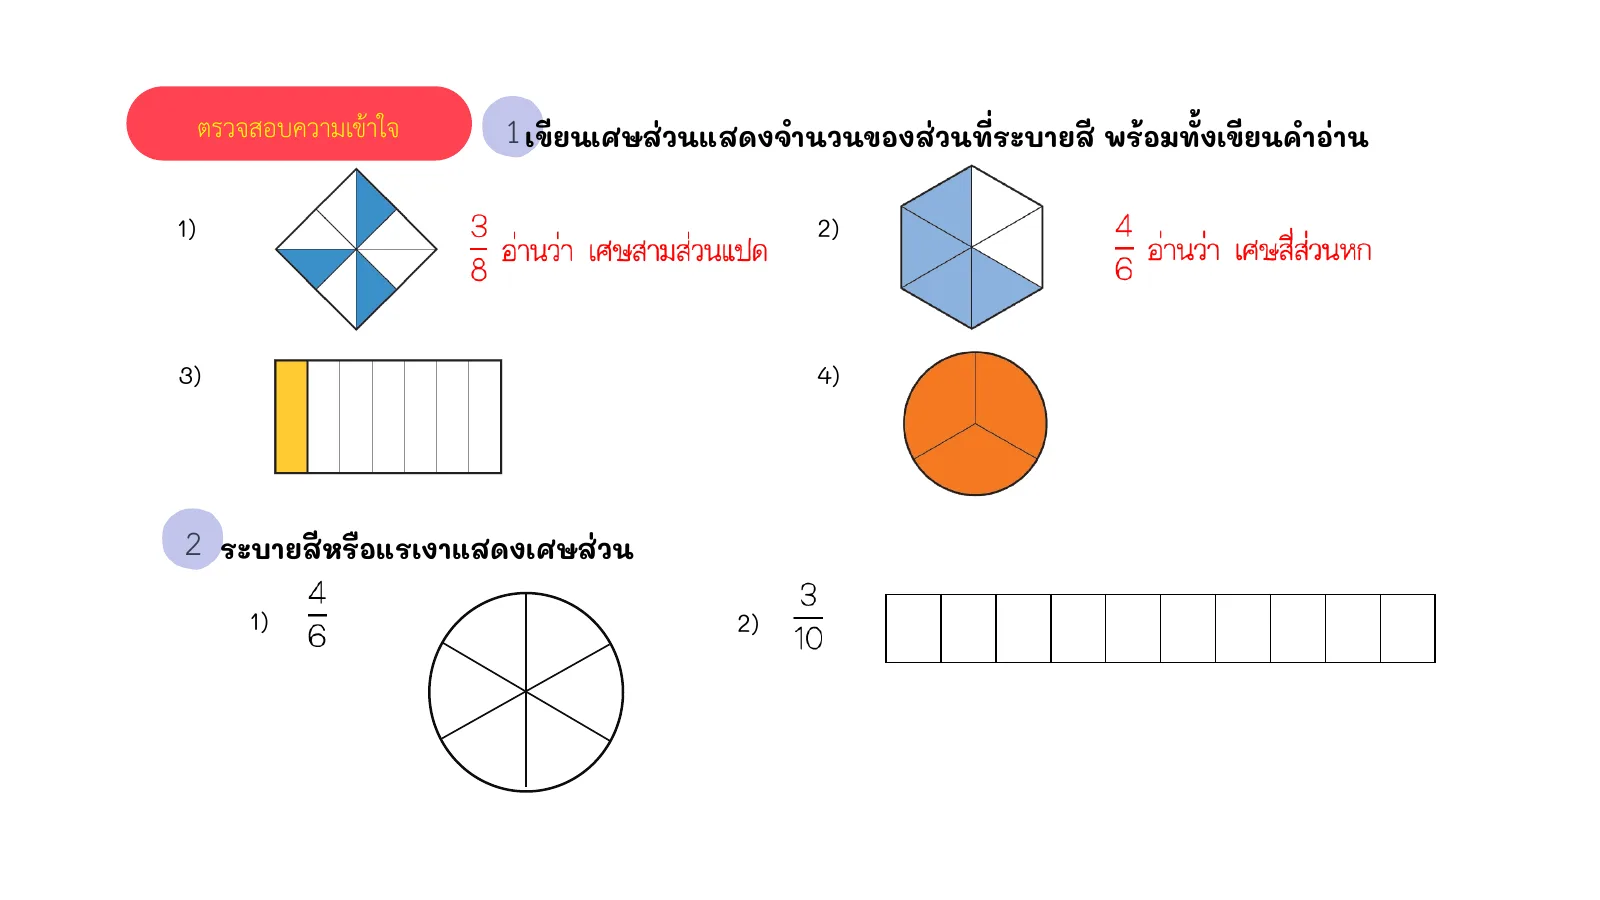 ตรวจสอบความเข้าใจ
1 เขียนเศษส่วนแสดงจำนวนของส่วนที่ระบายสี พร้อมทั้งเขียนคำอ่าน
1) 3/8 อ่านว่า เศษสามส่วนแปด
2) 4/6 อ่านว่า เศษสี่ส่วนหก
3)
4)
2 ระบายสีหรือแรเงาแสดงเศษส่วน
1) 4/6
2) 3/10